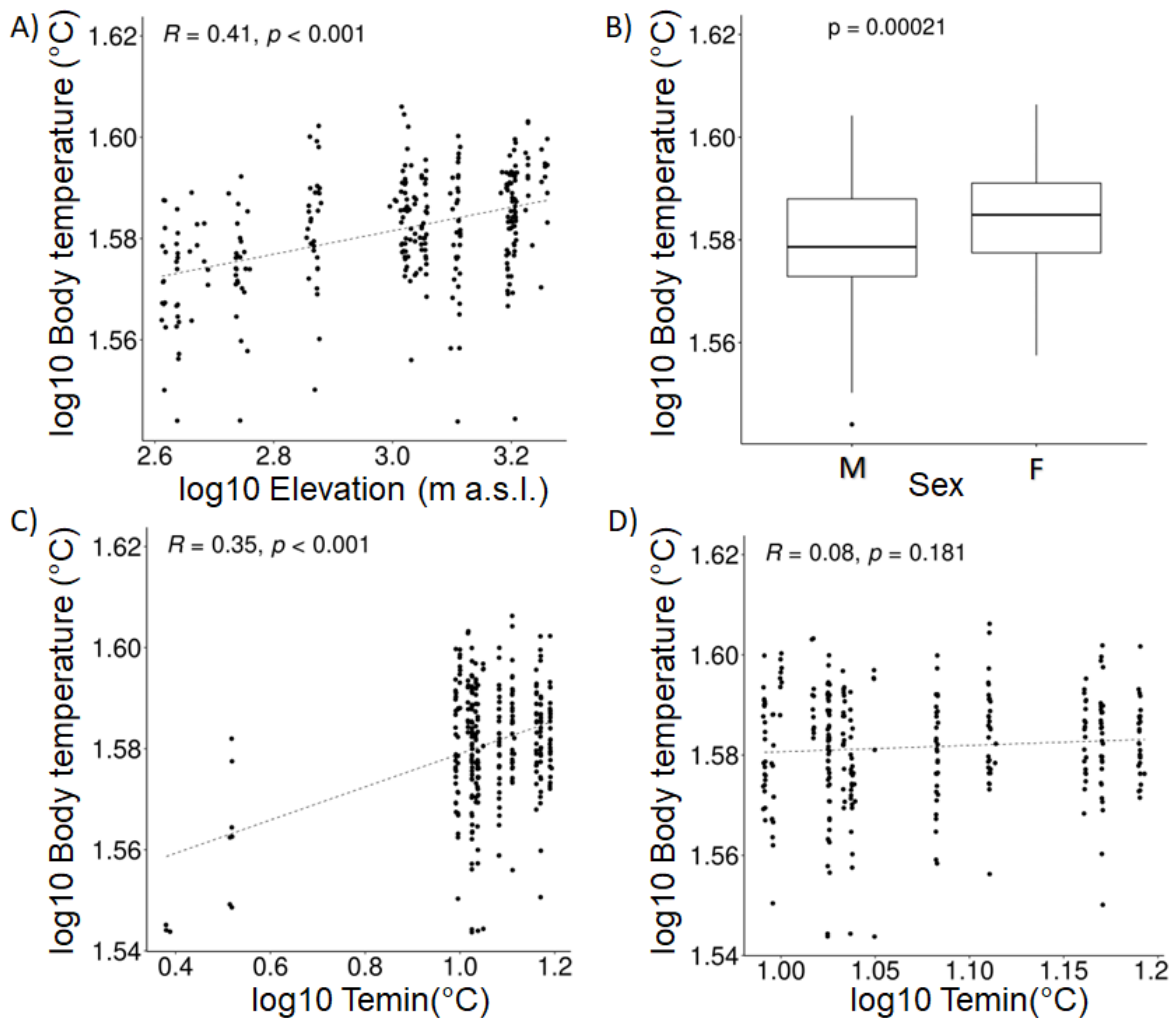 A)
R = 0.41, p < 0.001
log10 Body temperature (°C)
1.62
1.60
1.58
1.56
2.6 2.8 3.0 3.2
log10 Elevation (m a.s.l.)
B)
p = 0.00021
log10 Body temperature (°C)
1.62
1.60
1.58
1.56
M F
Sex
C)
R = 0.35, p < 0.001
log10 Body temperature (°C)
1.62
1.60
1.58
1.56
1.54
0.4 0.6 0.8 1.0 1.2
log10 Temin(°C)
D)
R = 0.08, p = 0.181
log10 Body temperature (°C)
1.62
1.60
1.58
1.56
1.54
1.00 1.05 1.10 1.15 1.2
log10 Temin(°C)